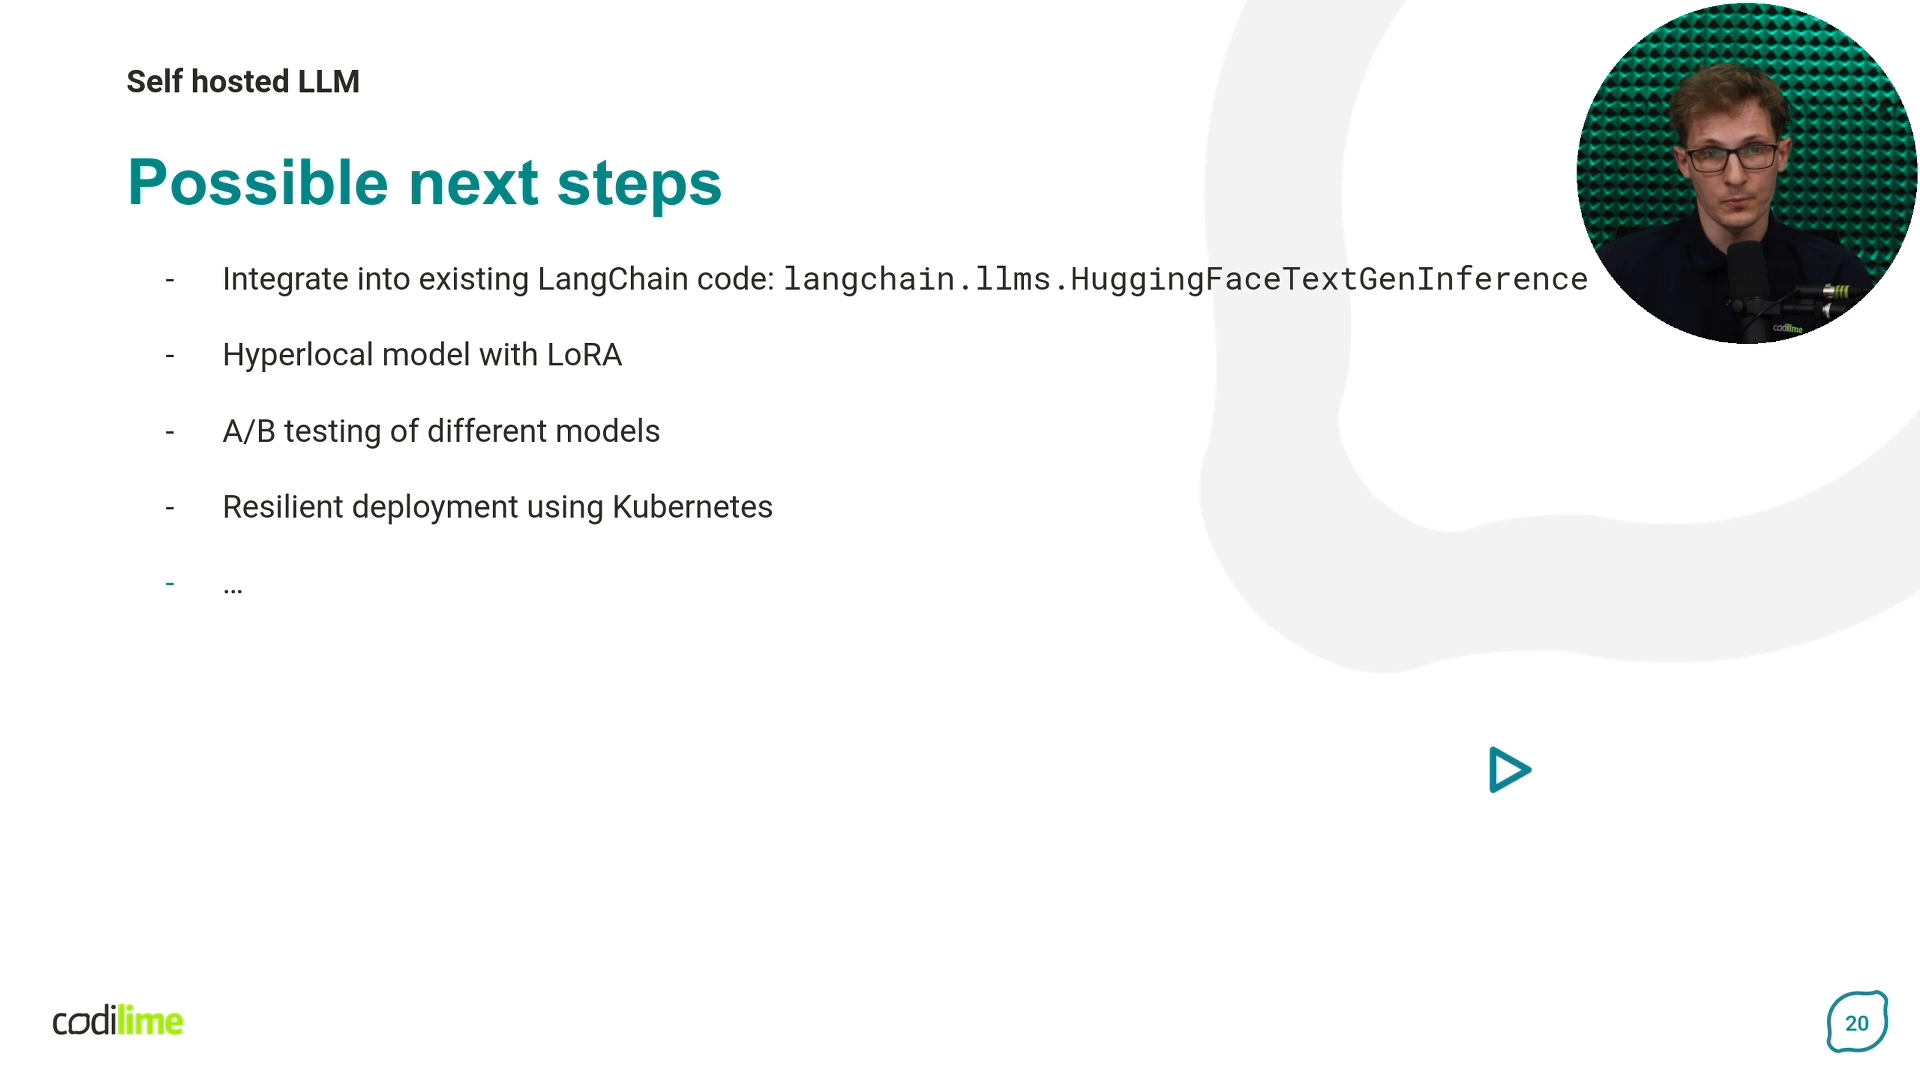 Self hosted LLM
Possible next steps
- Integrate into existing LangChain code: langchain.llms.HuggingFaceTextGenInference
- Hyperlocal model with LoRA
- A/B testing of different models
- Resilient deployment using Kubernetes
- …
codilime
codilime
20